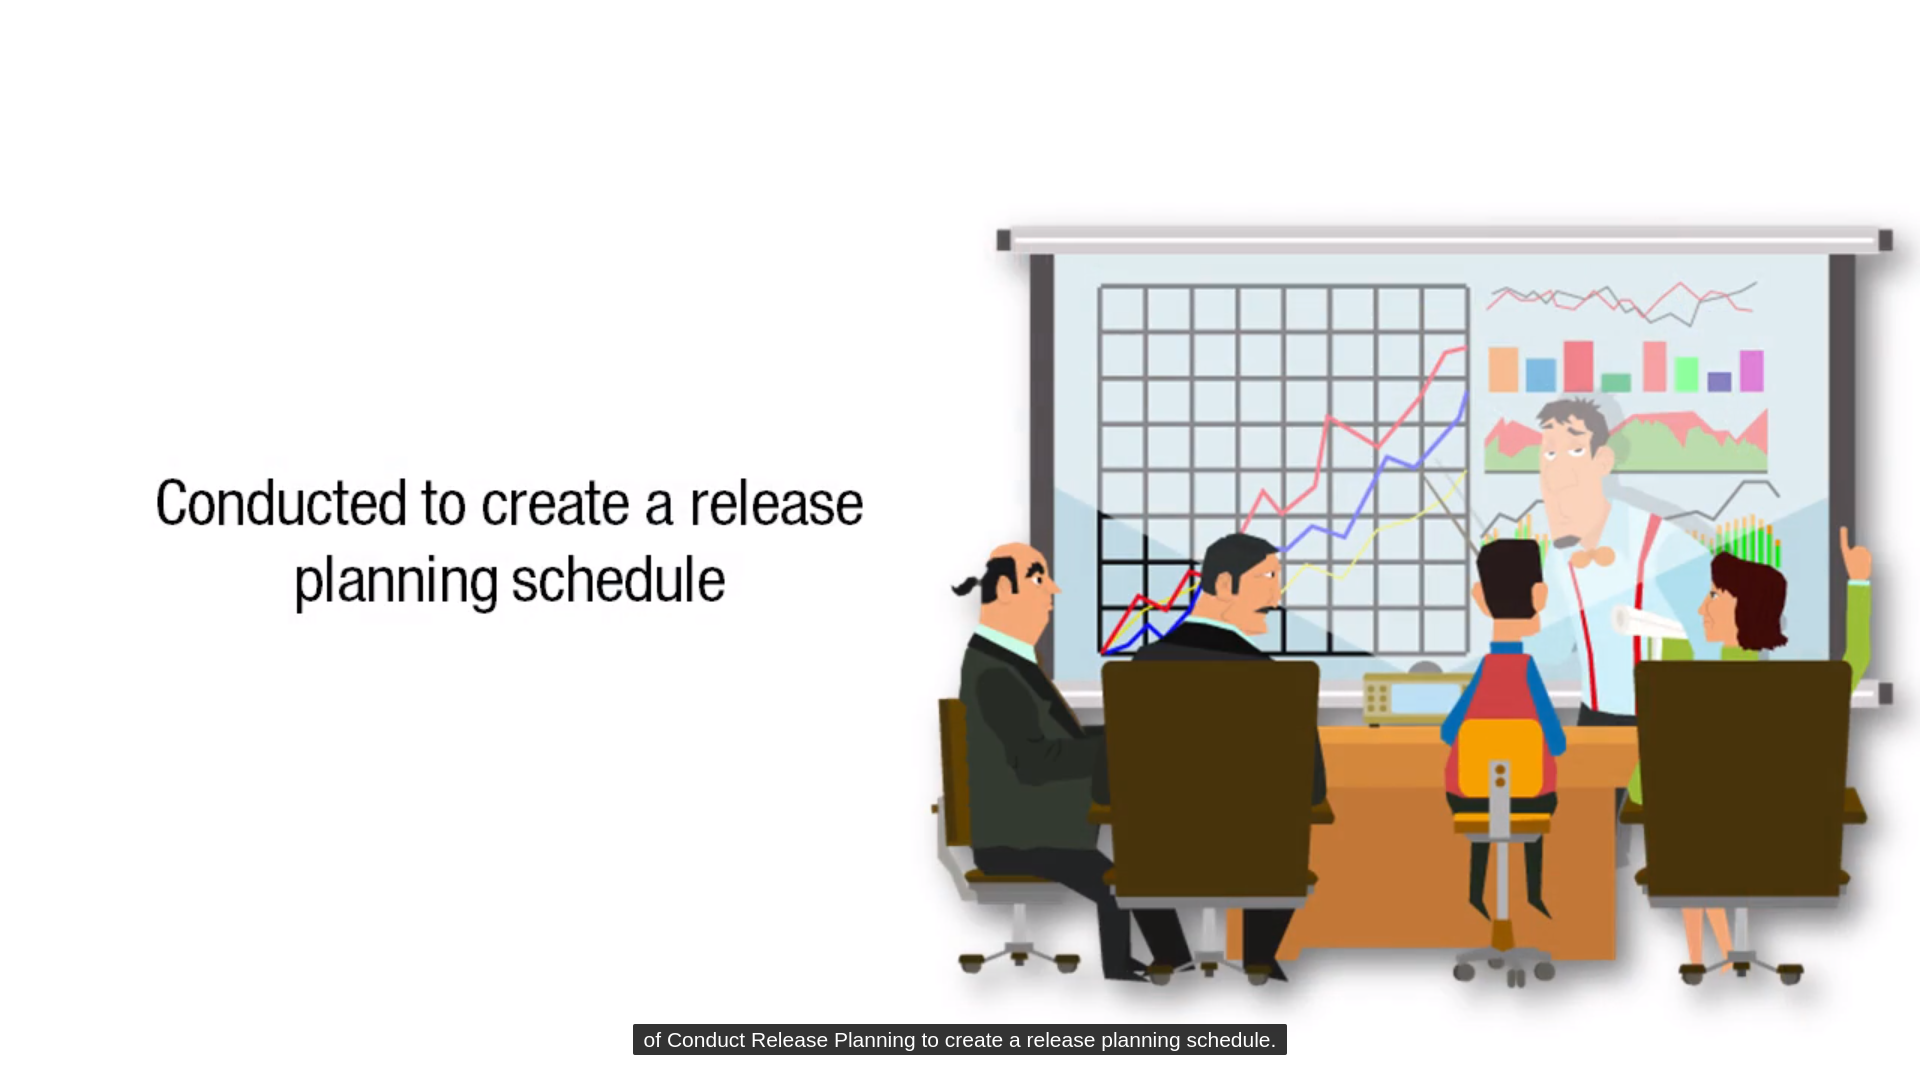 Conducted to create a release
planning schedule
of Conduct Release Planning to create a release planning schedule.